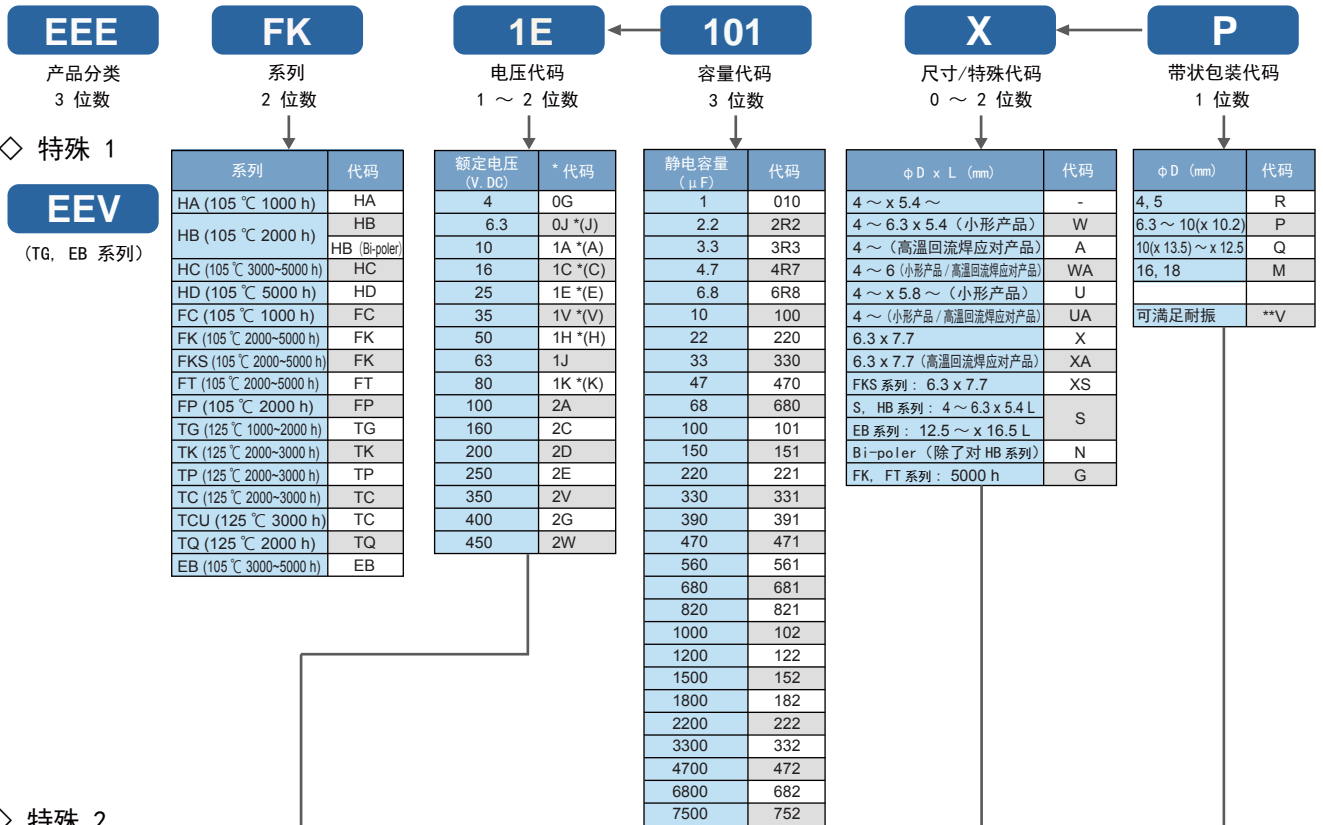 EEE FK 1E 101 X P
产品分类 系列 电压代码 容量代码 尺寸/特殊代码 带状包装代码
3 位数 2 位数 1 ～ 2 位数 3 位数 0 ～ 2 位数 1 位数
◇ 特殊 1
EEV
(TG, EB 系列)
系列 代码
HA (105 ℃ 1000 h) HA
HB (105 ℃ 2000 h) HB
HB (Bi-poler)
HC (105 ℃ 3000~5000 h) HC
HD (105 ℃ 5000 h) HD
FC (105 ℃ 1000 h) FC
FK (105 ℃ 2000~5000 h) FK
FKS (105 ℃ 2000~5000 h) FK
FT (105 ℃ 2000~5000 h) FT
FP (105 ℃ 2000 h) FP
TG (125 ℃ 1000~2000 h) TG
TK (125 ℃ 2000~3000 h) TK
TP (125 ℃ 2000~3000 h) TP
TC (125 ℃ 2000~3000 h) TC
TCU (125 ℃ 3000 h) TC
TQ (125 ℃ 2000 h) TQ
EB (105 ℃ 3000~5000 h) EB
额定电压 (V.DC) * 代码
4 0G
6.3 0J *(J)
10 1A *(A)
16 1C *(C)
25 1E *(E)
35 1V *(V)
50 1H *(H)
63 1J
80 1K *(K)
100 2A
160 2C
200 2D
250 2E
350 2V
400 2G
450 2W
静电容量 (μF) 代码
1 010
2.2 2R2
3.3 3R3
4.7 4R7
6.8 6R8
10 100
22 220
33 330
47 470
68 680
100 101
150 151
220 221
330 331
390 391
470 471
560 561
680 681
820 821
1000 102
1200 122
1500 152
1800 182
2200 222
3300 332
4700 472
6800 682
7500 752
φD x L (mm) 代码
4 ～ x 5.4 ～ -
4 ～ 6.3 x 5.4 (小形产品) W
4 ～ (高溫回流焊应对产品) A
4 ～ 6 (小形产品 / 高溫回流焊应对产品) WA
4 ～ x 5.8 ～ (小形产品) U
4 ～ (小形产品 / 高溫回流焊应对产品) UA
6.3 x 7.7 X
6.3 x 7.7 (高溫回流焊应对产品) XA
FKS 系列 : 6.3 x 7.7 XS
S, HB 系列 : 4 ～ 6.3 x 5.4 L S
EB 系列 : 12.5 ～ x 16.5 L
Bi-poler (除了对 HB 系列) N
FK, FT 系列 : 5000 h G
φD (mm) 代码
4, 5 R
6.3 ～ 10(x 10.2) P
10(x 13.5) ～ x 12.5 Q
16, 18 M
可满足耐振 **V
◇ 特殊 2